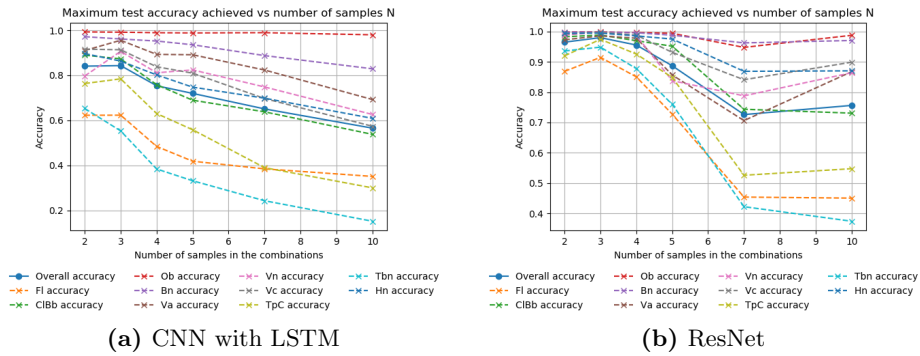 Maximum test accuracy achieved vs number of samples N
1.0
0.8
0.6
0.4
0.2
Accuracy
2 3 4 5 6 7 8 9 10
Number of samples in the combinations
Overall accuracy Ob accuracy Vn accuracy Tbn accuracy
Fl accuracy Bn accuracy Vc accuracy Hn accuracy
ClBb accuracy Va accuracy TpC accuracy
(a) CNN with LSTM
Maximum test accuracy achieved vs number of samples N
1.0
0.9
0.8
0.7
0.6
0.5
0.4
Accuracy
2 3 4 5 6 7 8 9 10
Number of samples in the combinations
Overall accuracy Ob accuracy Vn accuracy Tbn accuracy
Fl accuracy Bn accuracy Vc accuracy Hn accuracy
ClBb accuracy Va accuracy TpC accuracy
(b) ResNet